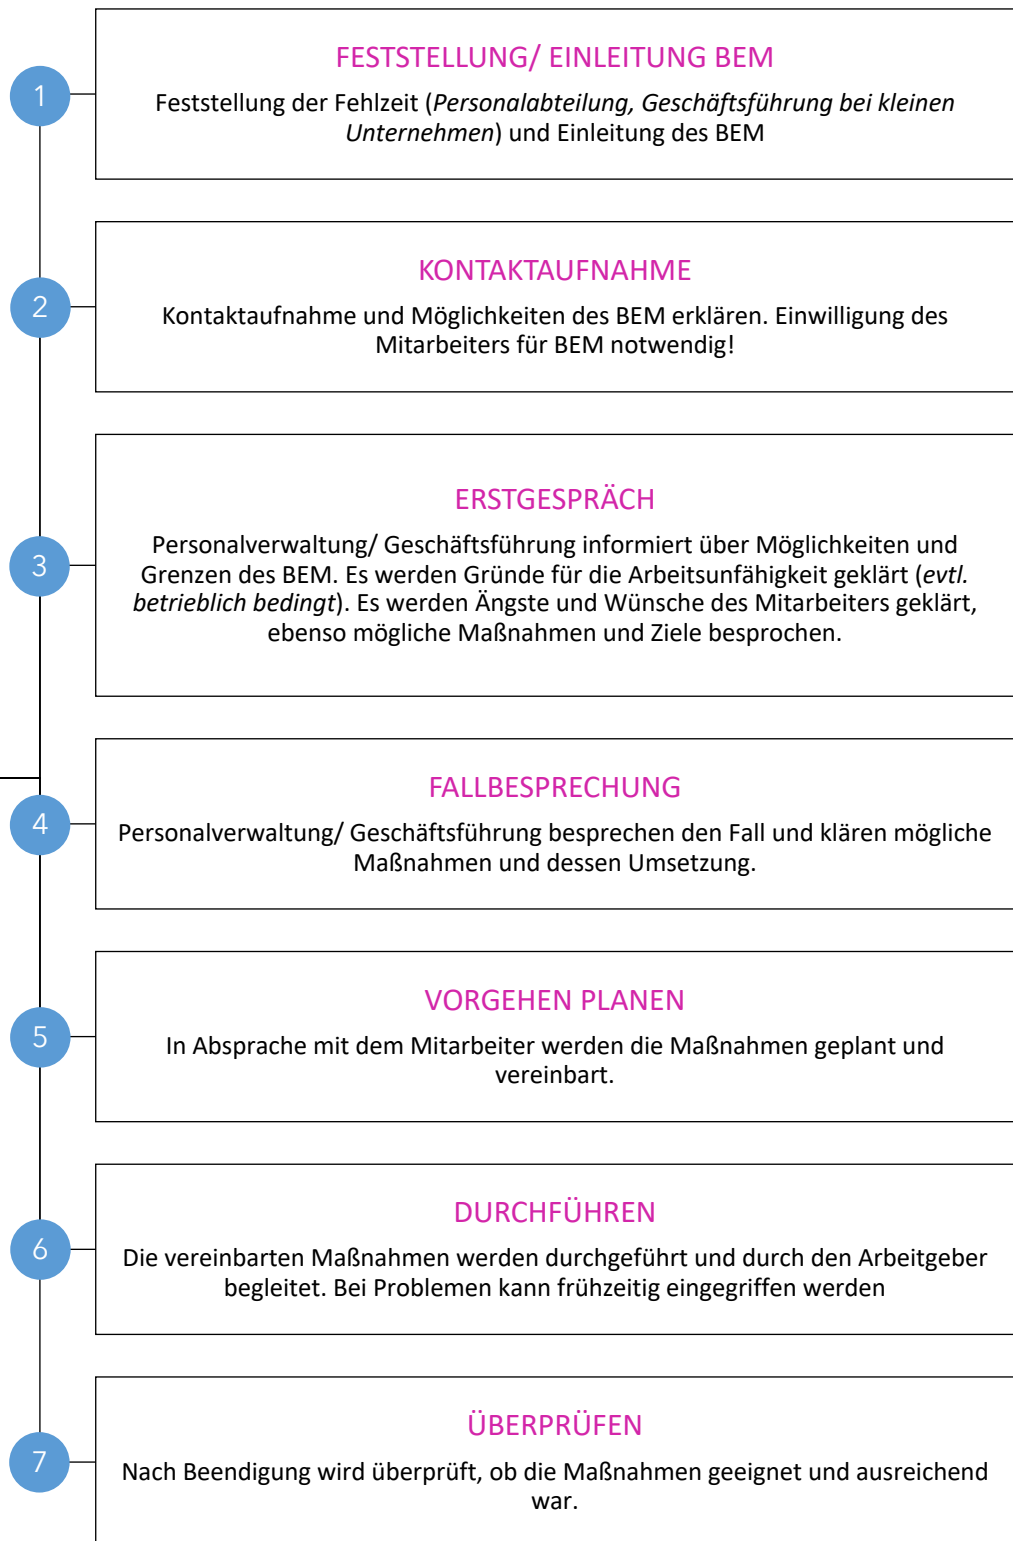 1
FESTSTELLUNG/ EINLEITUNG BEM
Feststellung der Fehlzeit (Personalabteilung, Geschäftsführung bei kleinen
Unternehmen) und Einleitung des BEM
2
KONTAKTAUFNAHME
Kontaktaufnahme und Möglichkeiten des BEM erklären. Einwilligung des
Mitarbeiters für BEM notwendig!
3
ERSTGESPRÄCH
Personalverwaltung/ Geschäftsführung informiert über Möglichkeiten und
Grenzen des BEM. Es werden Gründe für die Arbeitsunfähigkeit geklärt (evtl.
betrieblich bedingt). Es werden Ängste und Wünsche des Mitarbeiters geklärt,
ebenso mögliche Maßnahmen und Ziele besprochen.
4
FALLBESPRECHUNG
Personalverwaltung/ Geschäftsführung besprechen den Fall und klären mögliche
Maßnahmen und dessen Umsetzung.
5
VORGEHEN PLANEN
In Absprache mit dem Mitarbeiter werden die Maßnahmen geplant und
vereinbart.
6
DURCHFÜHREN
Die vereinbarten Maßnahmen werden durchgeführt und durch den Arbeitgeber
begleitet. Bei Problemen kann frühzeitig eingegriffen werden
7
ÜBERPRÜFEN
Nach Beendigung wird überprüft, ob die Maßnahmen geeignet und ausreichend
war.